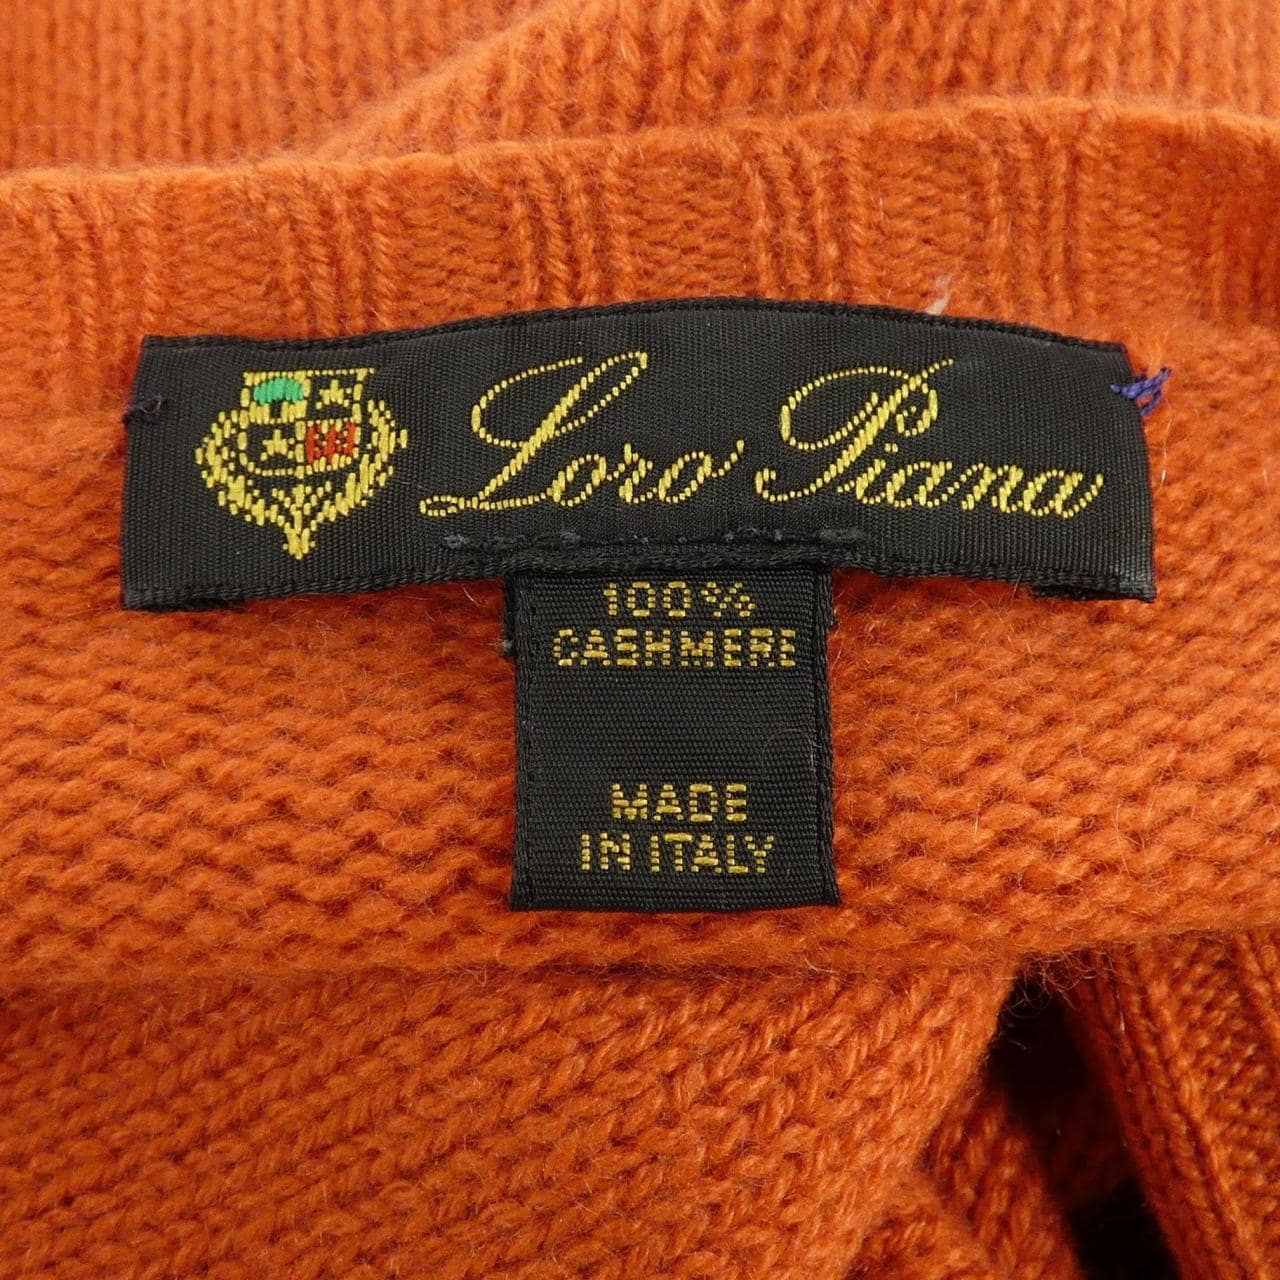 Loro Piana
100%
CASHMERE
MADE
IN ITALY